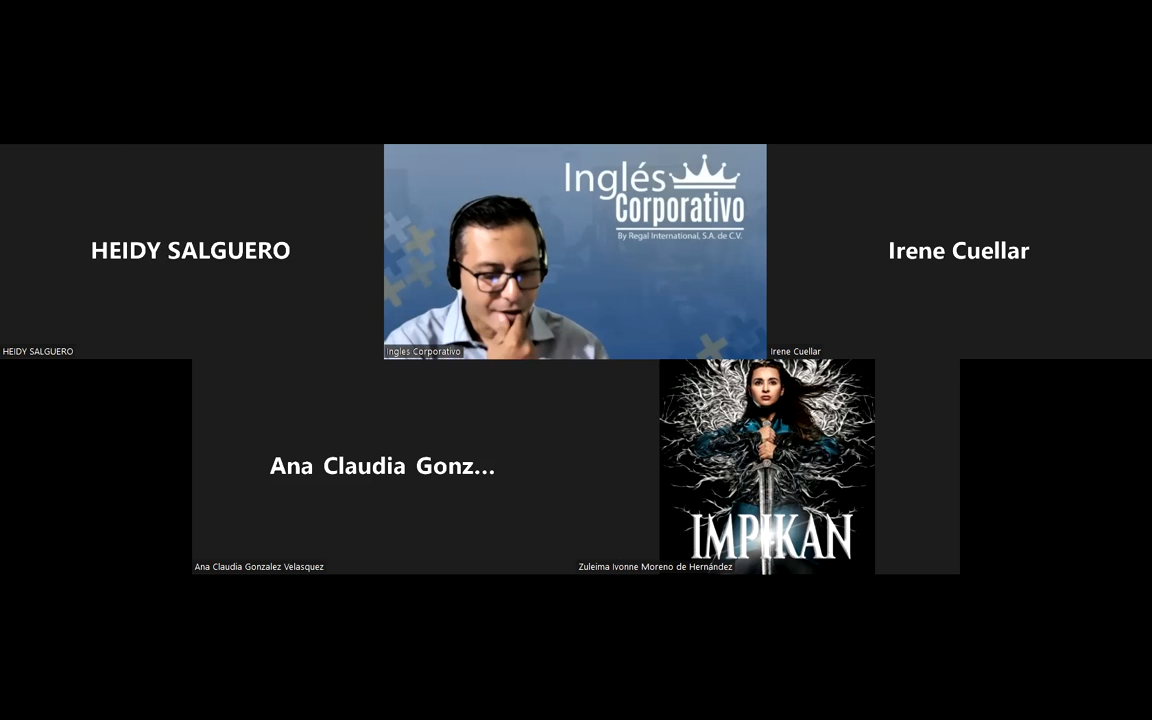 HEIDY SALGUERO
HEIDY SALGUERO
Inglés
Corporativo
By Regal International, S.A. de C.V.
Ingles Corporativo
Irene Cuellar
Irene Cuellar
Ana Claudia Gonz...
Ana Claudia Gonzalez Velasquez
IMPIKAN
Zuleima Ivonne Moreno de Hernández